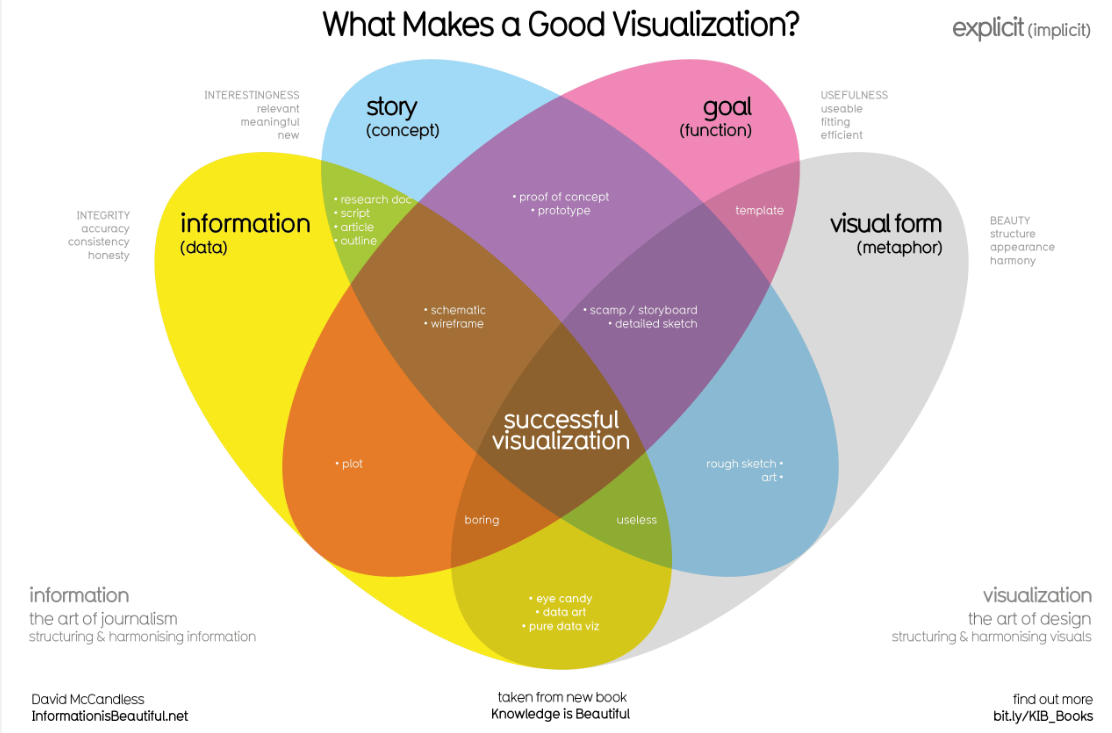 What Makes a Good Visualization?
explicit (implicit)
INTERESTINGNESS
relevant
meaningful
new
story
(concept)
goal
(function)
USEFULNESS
useable
fitting
efficient
INTEGRITY
accuracy
consistency
honesty
information
(data)
• research doc
• script
• article
• outline
• proof of concept
• prototype
template
visual form
(metaphor)
BEAUTY
structure
appearance
harmony
• schematic
• wireframe
• scamp / storyboard
• detailed sketch
successful
visualization
• plot
rough sketch •
art •
boring
useless
• eye candy
• data art
• pure data viz
information
the art of journalism
structuring & harmonising information
visualization
the art of design
structuring & harmonising visuals
David McCandless
InformationisBeautiful.net
taken from new book
Knowledge is Beautiful
find out more
bit.ly/KIB_Books